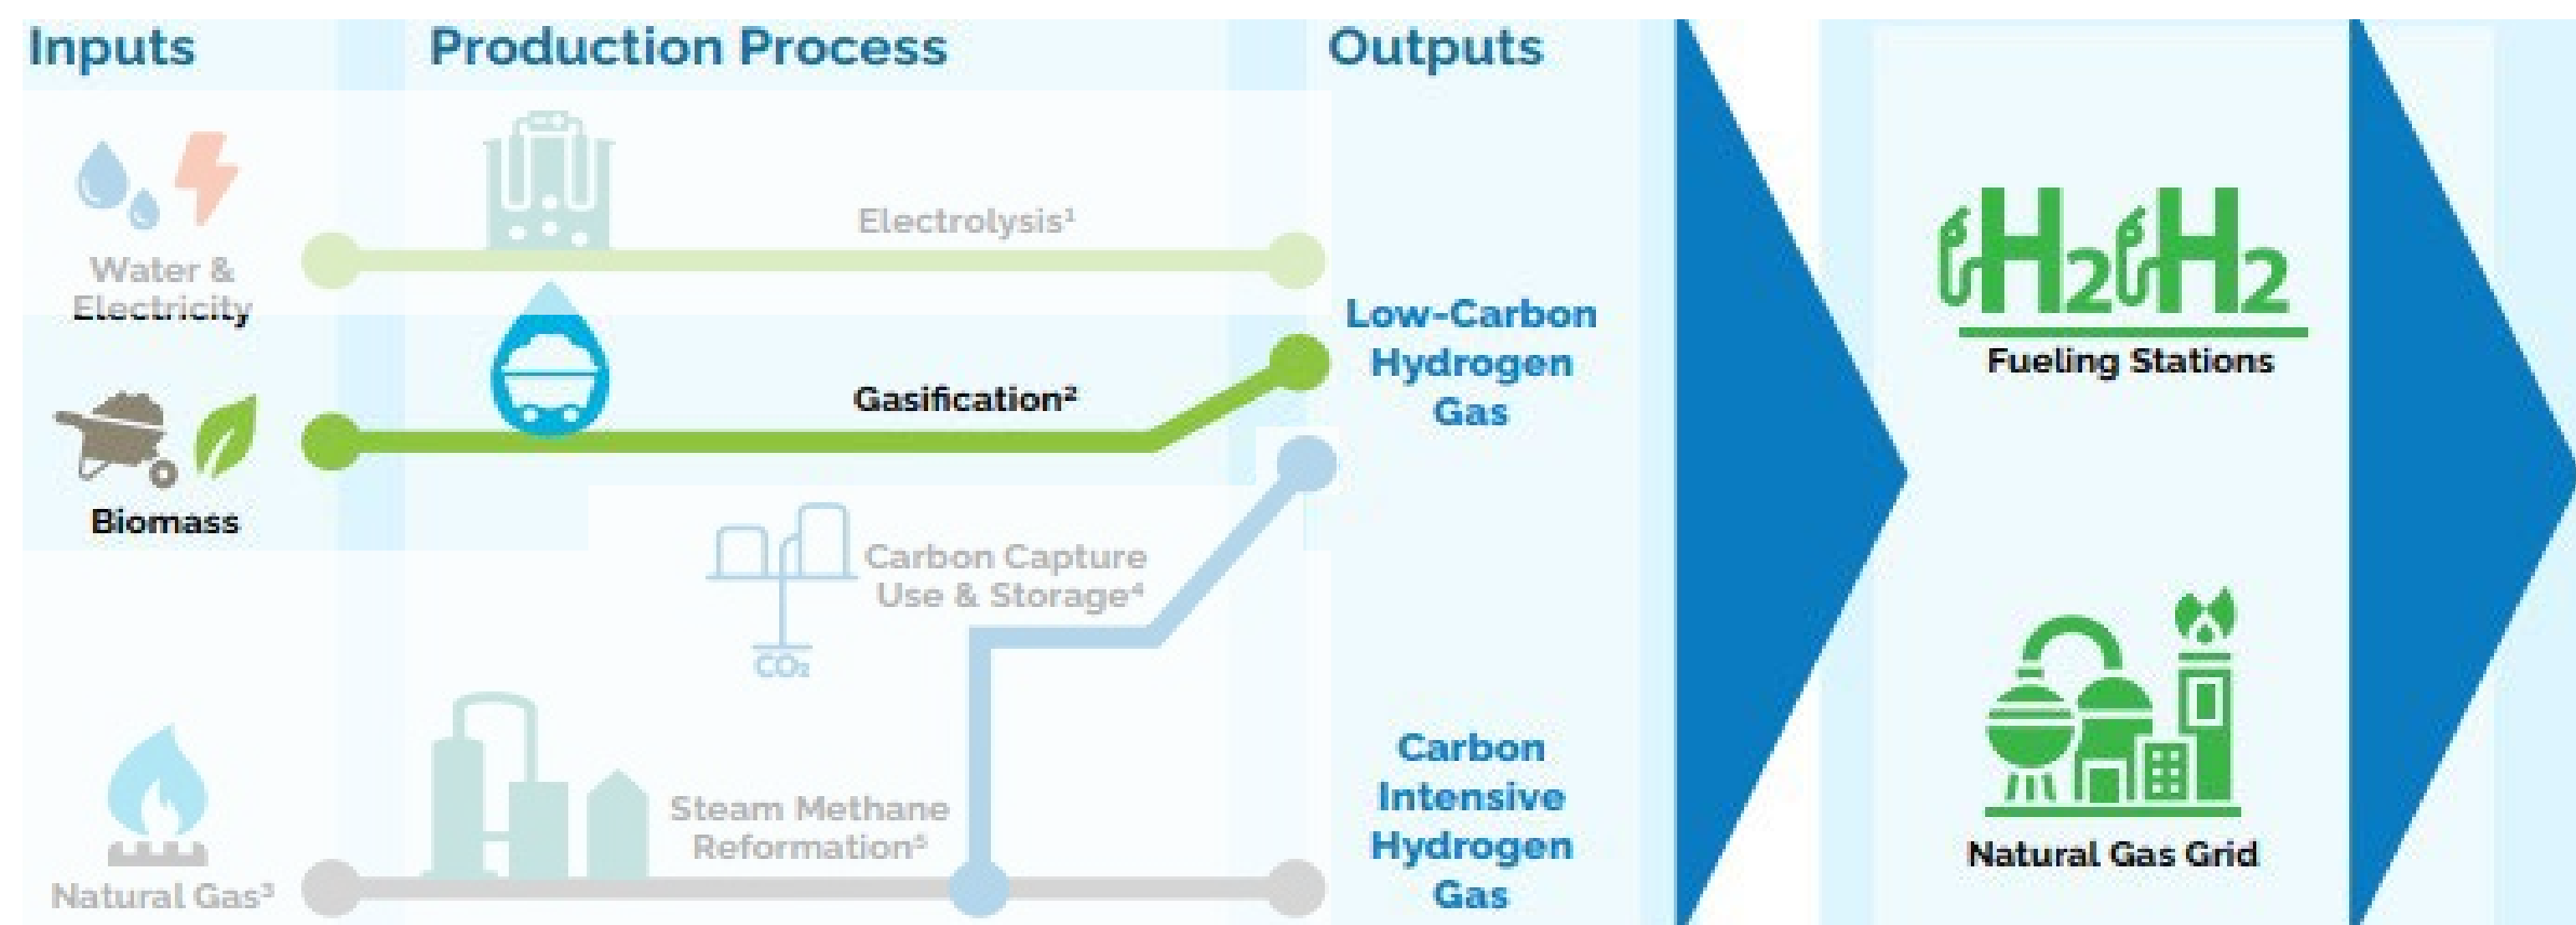 Inputs
Production Process
Outputs
Electrolysis¹
Water &
Electricity
Gasification²
Biomass
Low-Carbon
Hydrogen
Gas
Carbon Capture
Use & Storage⁴
CO₂
Steam Methane
Reformation⁵
Natural Gas³
Carbon
Intensive
Hydrogen
Gas
H₂H₂
Fueling Stations
Natural Gas Grid